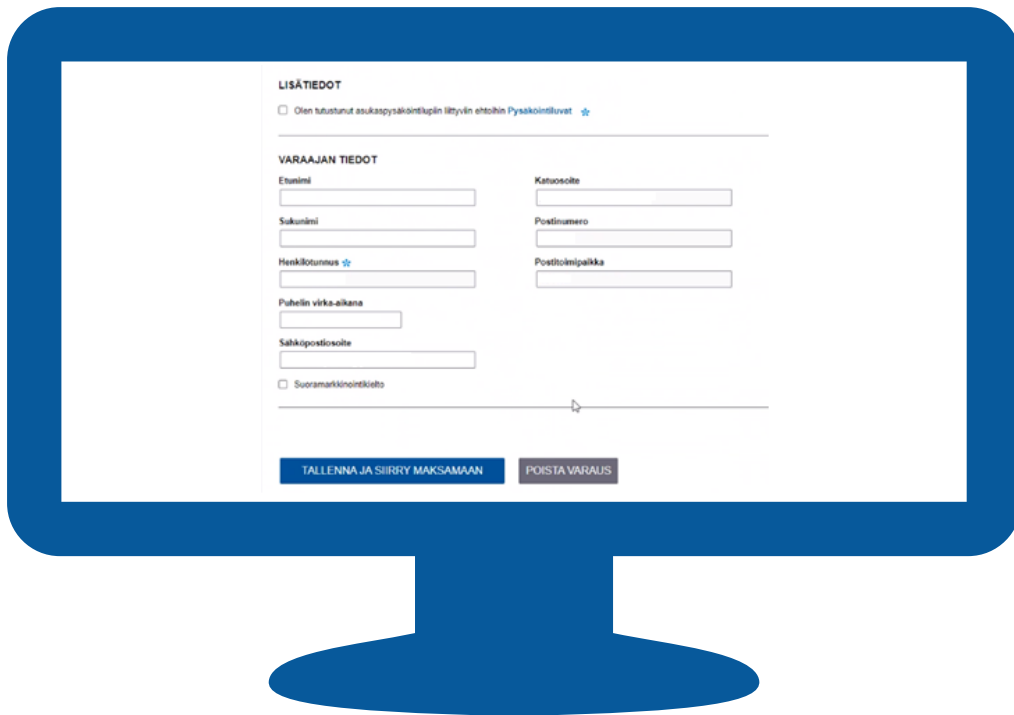 LISÄTIEDOT
Olen tutustunut asukaspysäköintilupiin liittyviin ehtoihin Pysäköintiluvat *
VARAAJAN TIEDOT
Etunimi
Katuosoite
Sukunimi
Postinumero
Henkilötunnus *
Postitoimipaikka
Puhelin virka-aikana
Sähköpostiosoite
Suoramarkkinointikielto
TALLENNA JA SIIRRY MAKSAMAAN
POISTA VARAUS